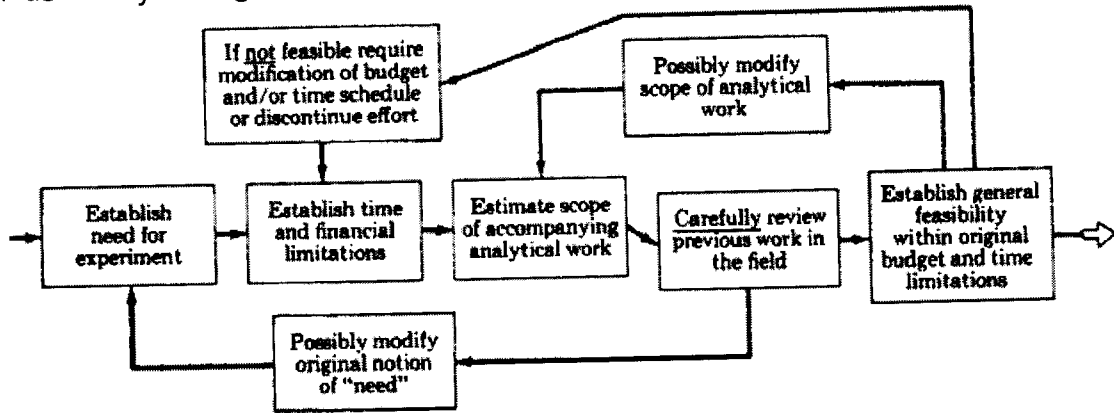 If not feasible require
modification of budget
and/or time schedule
or discontinue effort
Possibly modify
scope of analytical
work
Establish
need for
experiment
Establish time
and financial
limitations
Estimate scope
of accompanying
analytical work
Carefully review
previous work in
the field
Establish general
feasibility
within original
budget and time
limitations
Possibly modify
original notion
of "need"